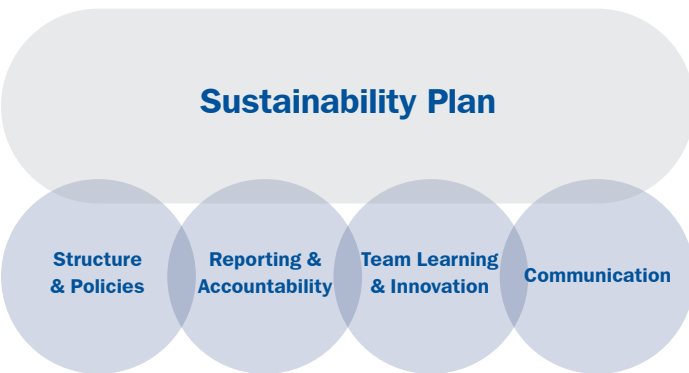 Sustainability Plan
Structure
& Policies
Reporting &
Accountability
Team Learning
& Innovation
Communication